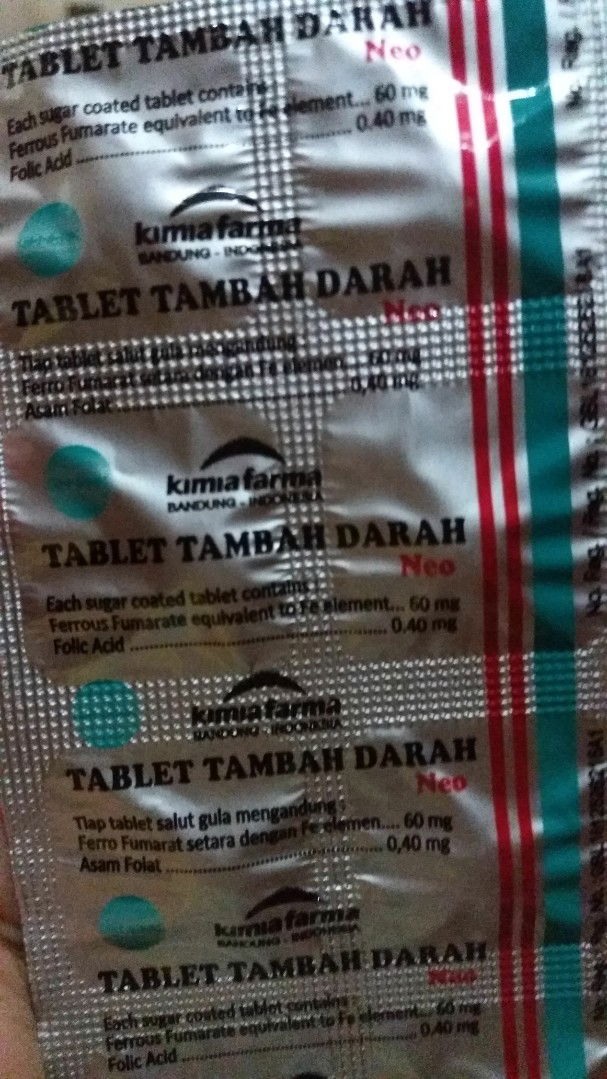 TABLET TAMBAH DARAH
Neo
Each sugar coated tablet contains
Ferrous Fumarate equivalent to Fe element... 60 mg
Folic Acid ........................ 0.40 mg
kimia farma
BANDUNG - INDONESIA
TABLET TAMBAH DARAH
Neo
Tiap tablet salut gula mengandung
Ferro Fumarat setara dengan Fe elemen.... 60 mg
Asam Folat ........................ 0,40 mg
kimia farma
BANDUNG - INDONESIA
TABLET TAMBAH DARAH
Neo
Each sugar coated tablet contains :
Ferrous Fumarate equivalent to Fe element... 60 mg
Folic Acid ........................ 0.40 mg
kimia farma
BANDUNG - INDONESIA
TABLET TAMBAH DARAH
Neo
Tiap tablet salut gula mengandung :
Ferro Fumarat setara dengan Fe elemen.... 60 mg
Asam Folat ........................ 0,40 mg
kimia farma
BANDUNG - INDONESIA
TABLET TAMBAH DARAH
Neo
Each sugar coated tablet contains :
Ferrous Fumarate equivalent to Fe element... 60 mg
Folic Acid ........................ 0.40 mg